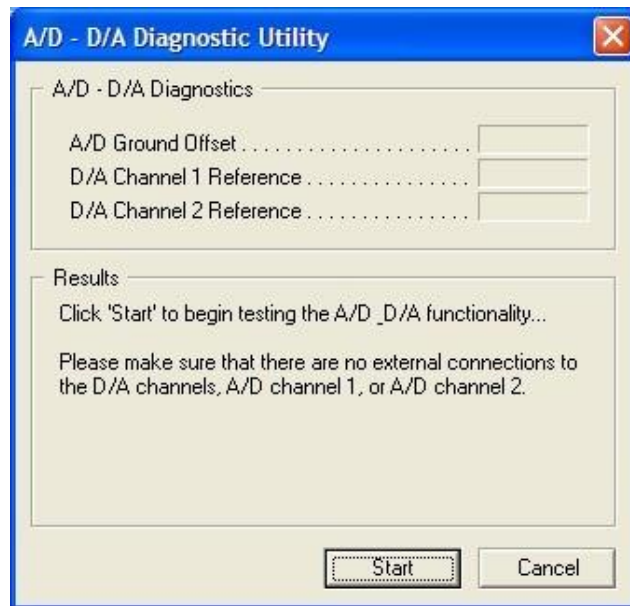 A/D - D/A Diagnostic Utility
A/D - D/A Diagnostics
A/D Ground Offset . . . . . . . . . . . . . . . . . . . . . .
D/A Channel 1 Reference . . . . . . . . . . . . . . .
D/A Channel 2 Reference . . . . . . . . . . . . . . .
Results
Click 'Start' to begin testing the A/D _D/A functionality...
Please make sure that there are no external connections to
the D/A channels, A/D channel 1, or A/D channel 2.
Start Cancel